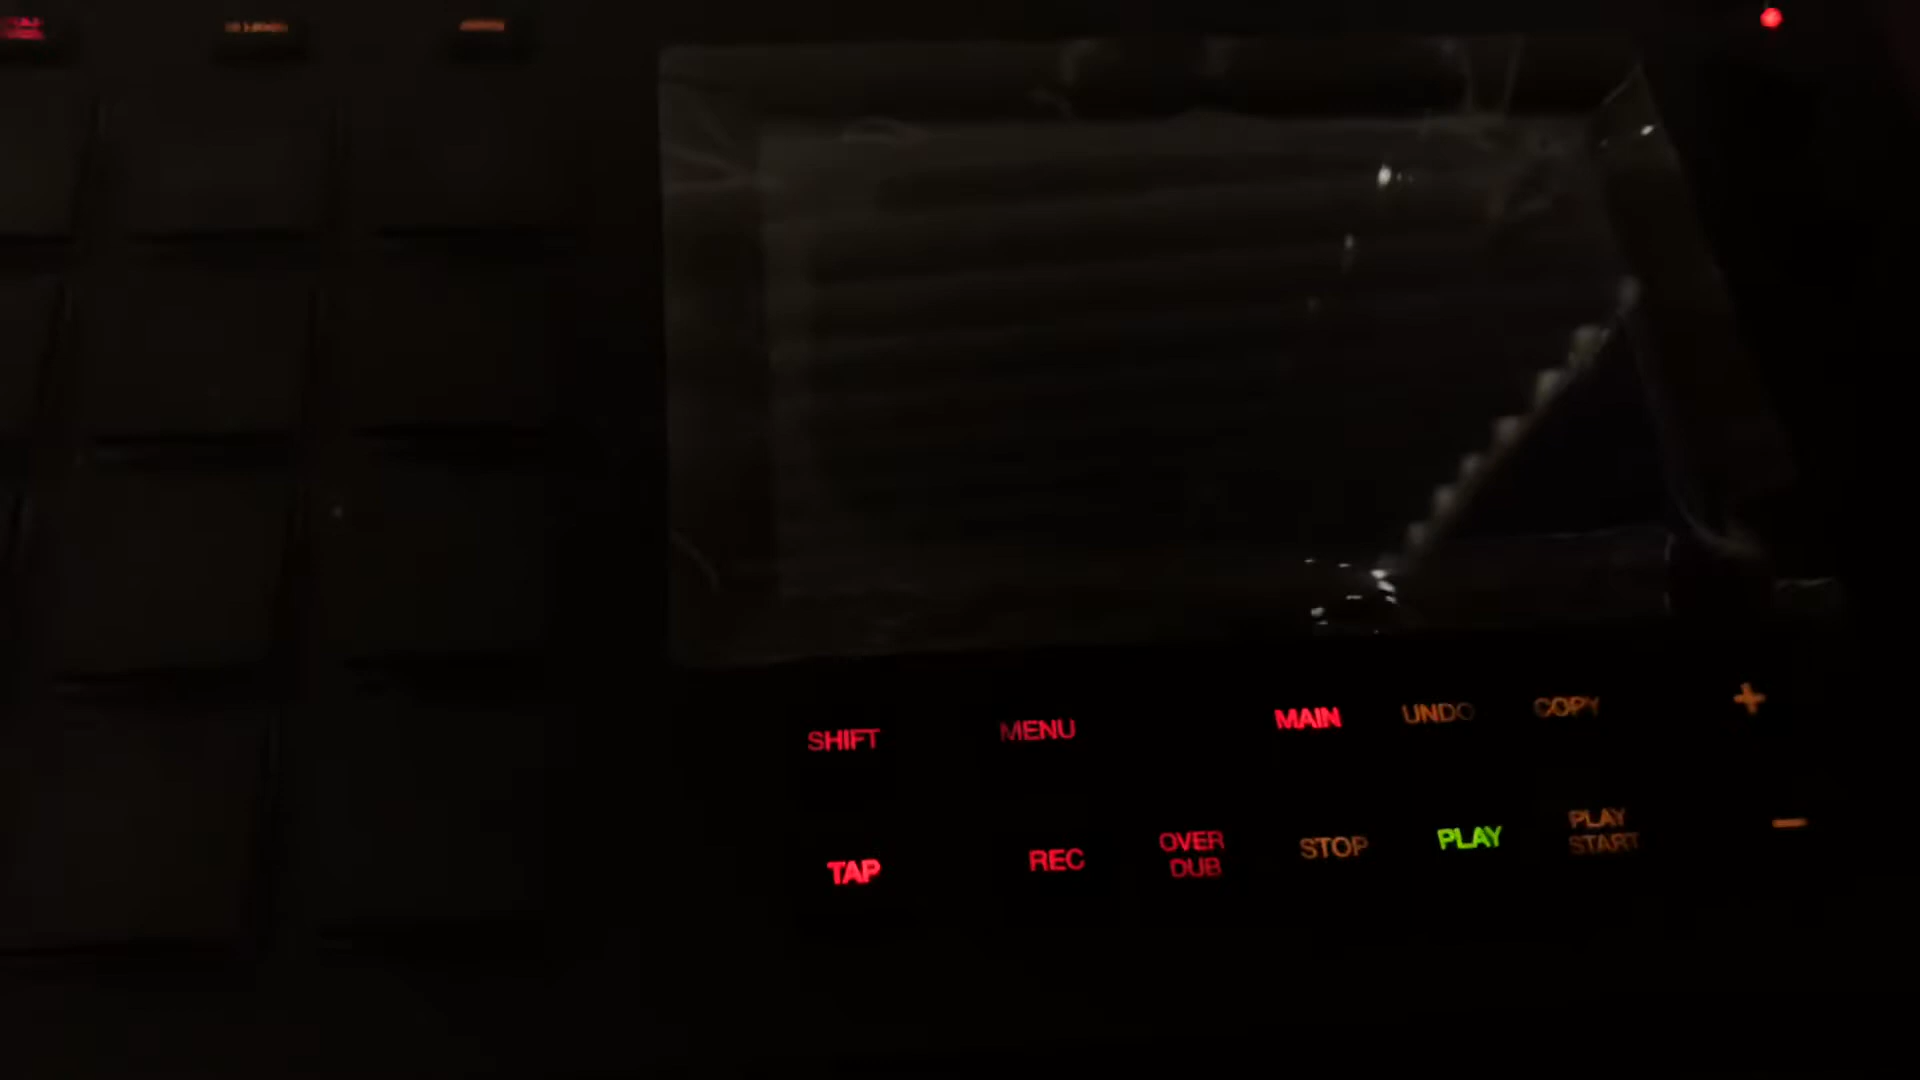 SHIFT
MENU
MAIN
UNDO
COPY
+
TAP
REC
OVER
DUB
STOP
PLAY
PLAY
START
−